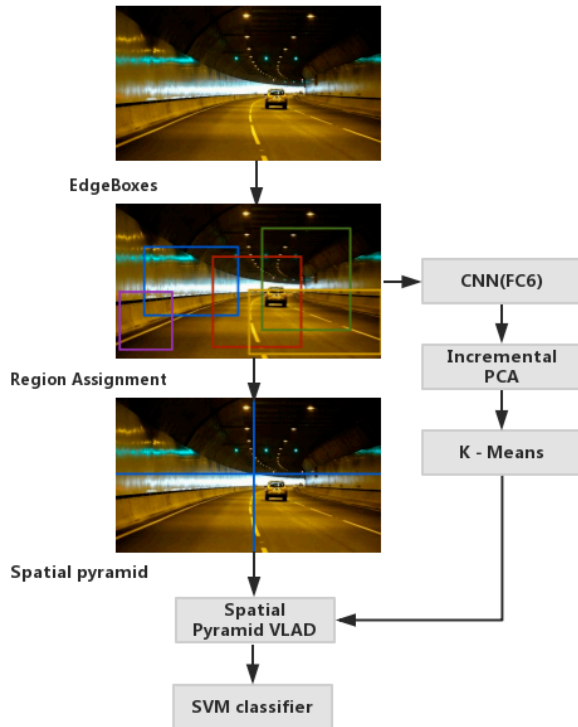 EdgeBoxes
CNN(FC6)
Region Assignment
Incremental
PCA
K - Means
Spatial pyramid
Spatial
Pyramid VLAD
SVM classifier